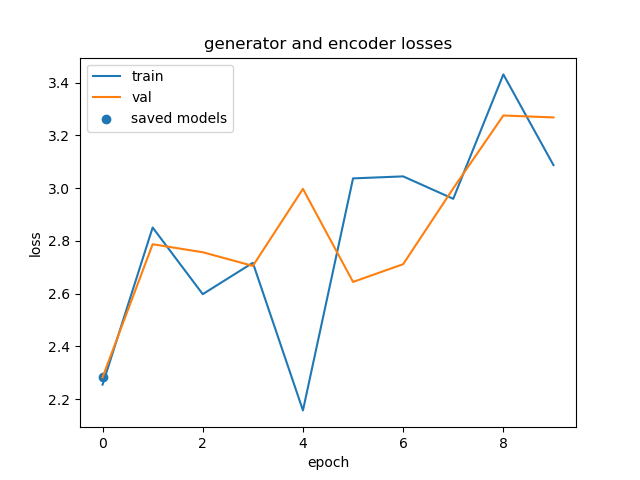 generator and encoder losses
train
val
saved models
3.4
3.2
3.0
2.8
2.6
2.4
2.2
loss
0
2
4
6
8
epoch